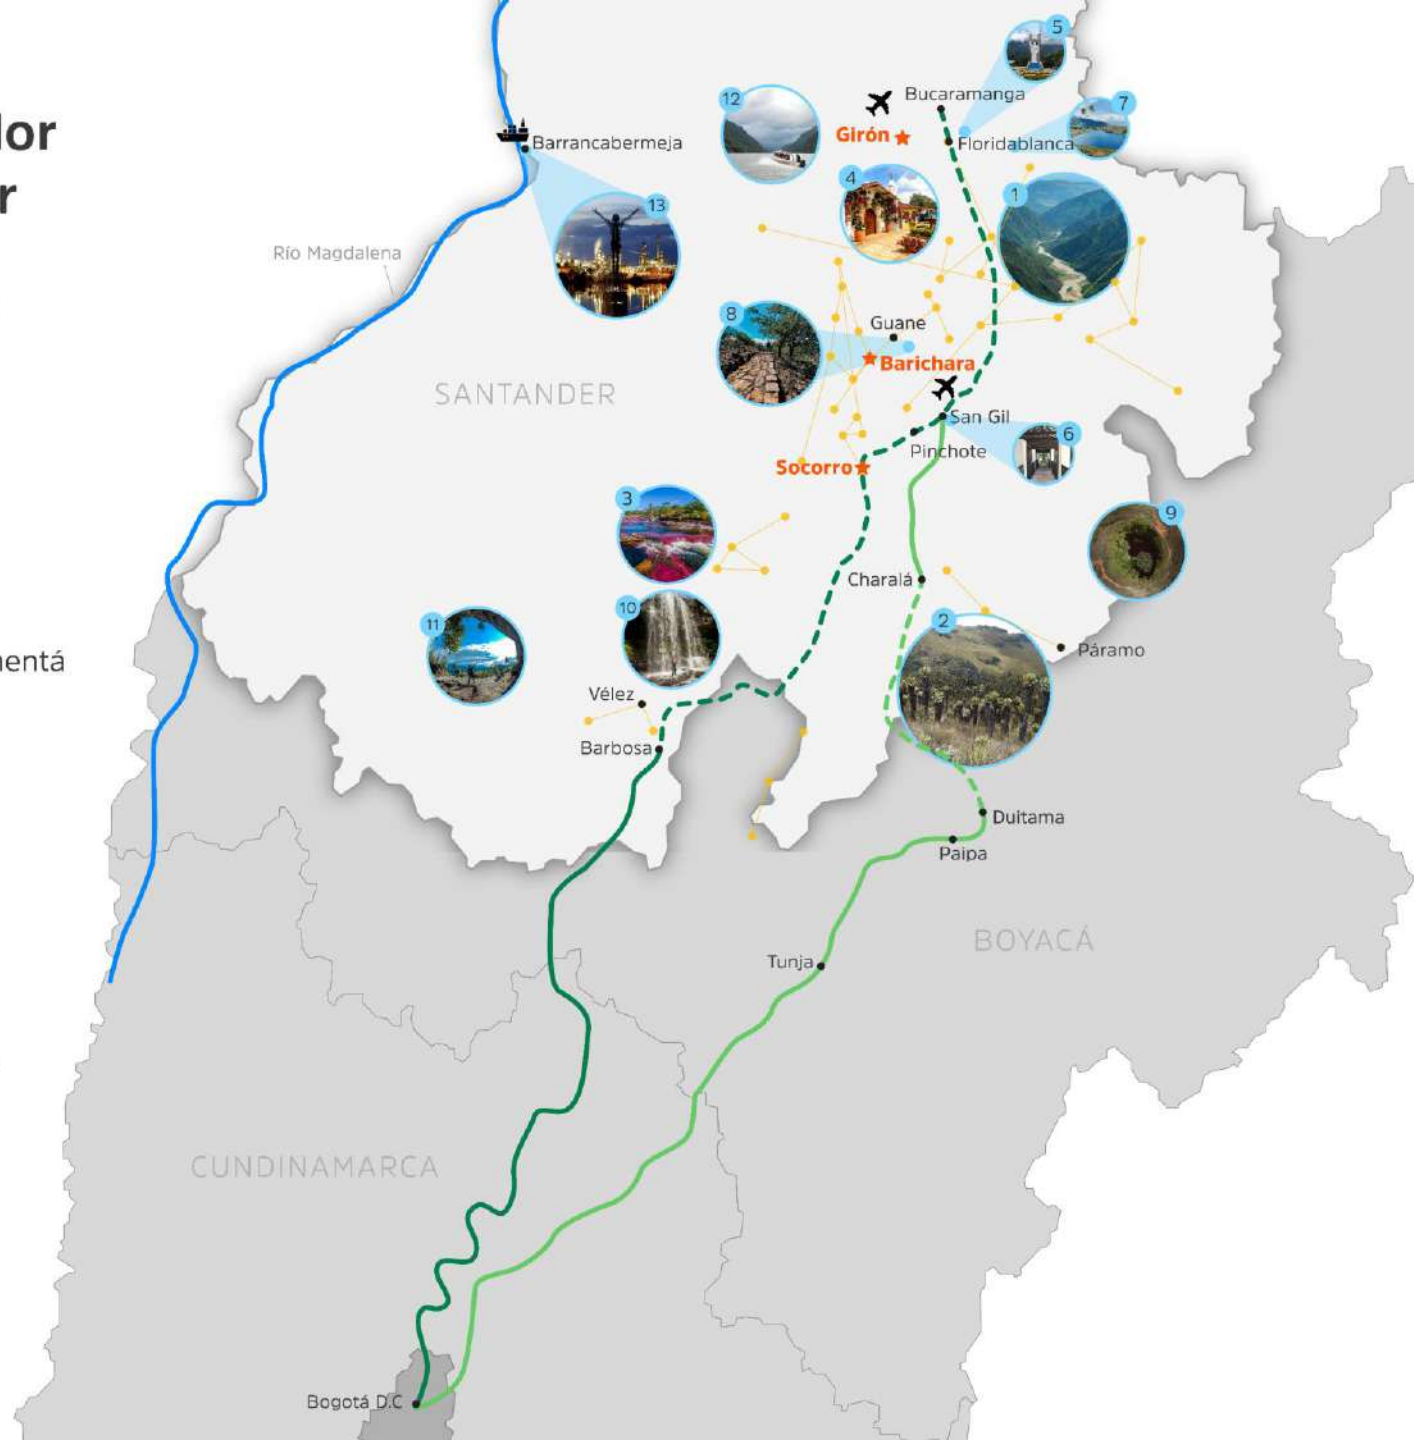 5
Bucaramanga
12
7
lor
Girón
Floridablanca
Barrancabermeja
r
4
1
13
Río Magdalena
8
Guane
Barichara
SANTANDER
San Gil
6
Pinchote
Socorro
3
9
Charalá
10
11
2
nentá
Páramo
Vélez
Barbosa
Duitama
Paipa
BOYACÁ
Tunja
CUNDINAMARCA
Bogotá D.C